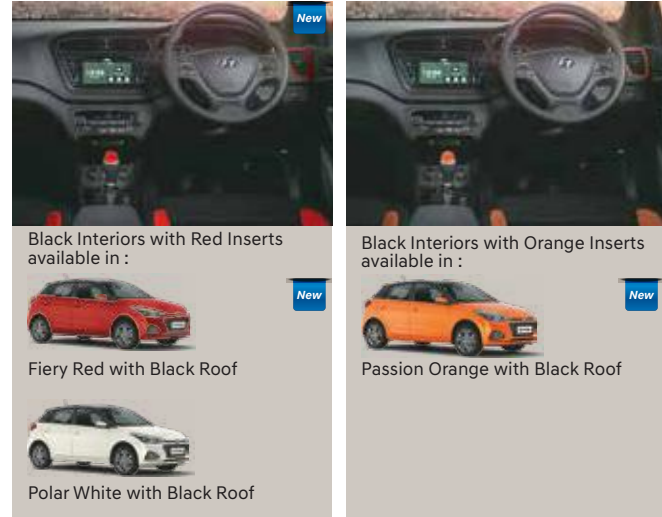 New
Black Interiors with Red Inserts
available in :
New
Fiery Red with Black Roof
Polar White with Black Roof
Black Interiors with Orange Inserts
available in :
New
Passion Orange with Black Roof